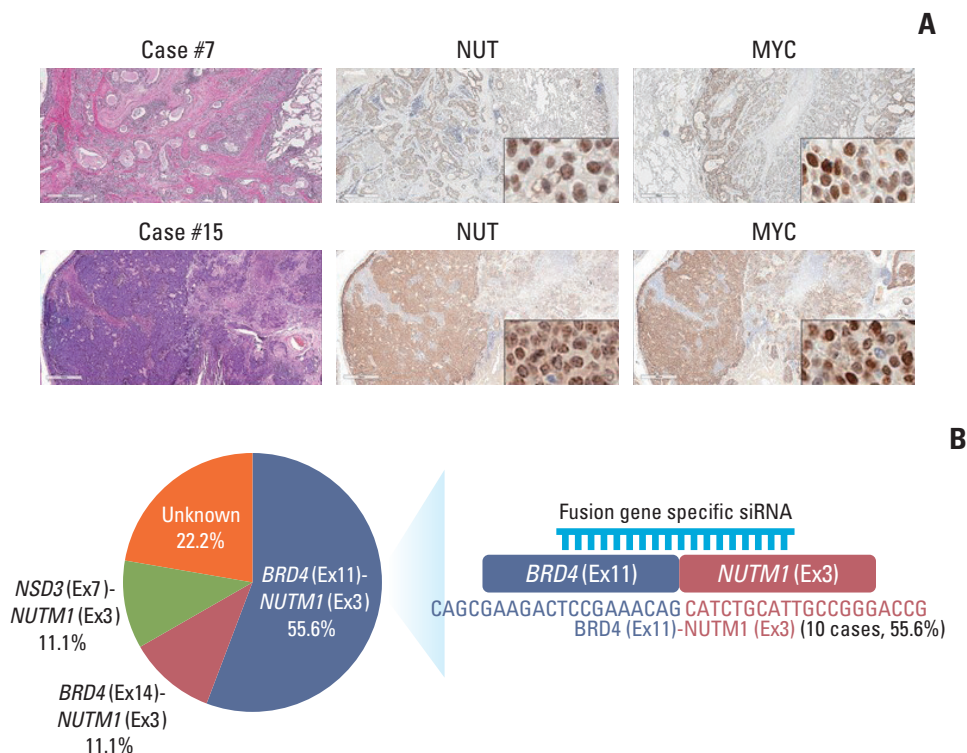 A
Case #7
NUT
MYC
Case #15
NUT
MYC
B
Unknown
22.2%
BRD4 (Ex11)-
NUTM1 (Ex3)
55.6%
NSD3 (Ex7)-
NUTM1 (Ex3)
11.1%
BRD4 (Ex14)-
NUTM1 (Ex3)
11.1%
Fusion gene specific siRNA
BRD4 (Ex11) NUTM1 (Ex3)
CAGCGAAGACTCCGAAACAG CATCTGCATTGCCGGGACCG
BRD4 (Ex11)-NUTM1 (Ex3) (10 cases, 55.6%)